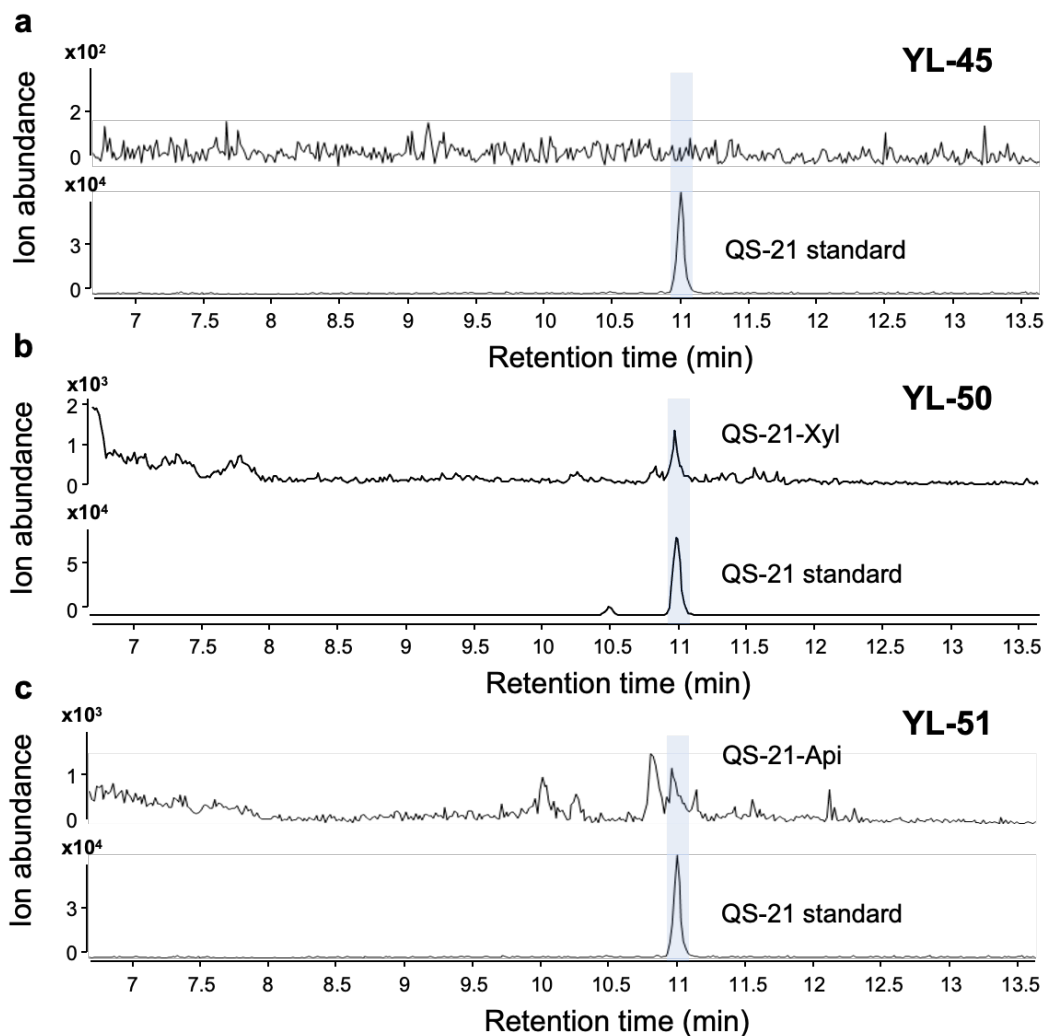 a
x10²
YL-45
Ion abundance
2
0
x10⁴
3
0
QS-21 standard
7 7.5 8 8.5 9 9.5 10 10.5 11 11.5 12 12.5 13 13.5
Retention time (min)
b
x10³
YL-50
Ion abundance
2
1
0
QS-21-Xyl
x10⁴
5
0
QS-21 standard
7 7.5 8 8.5 9 9.5 10 10.5 11 11.5 12 12.5 13 13.5
Retention time (min)
c
x10³
YL-51
Ion abundance
QS-21-Api
1
0
x10⁴
3
0
QS-21 standard
7 7.5 8 8.5 9 9.5 10 10.5 11 11.5 12 12.5 13 13.5
Retention time (min)